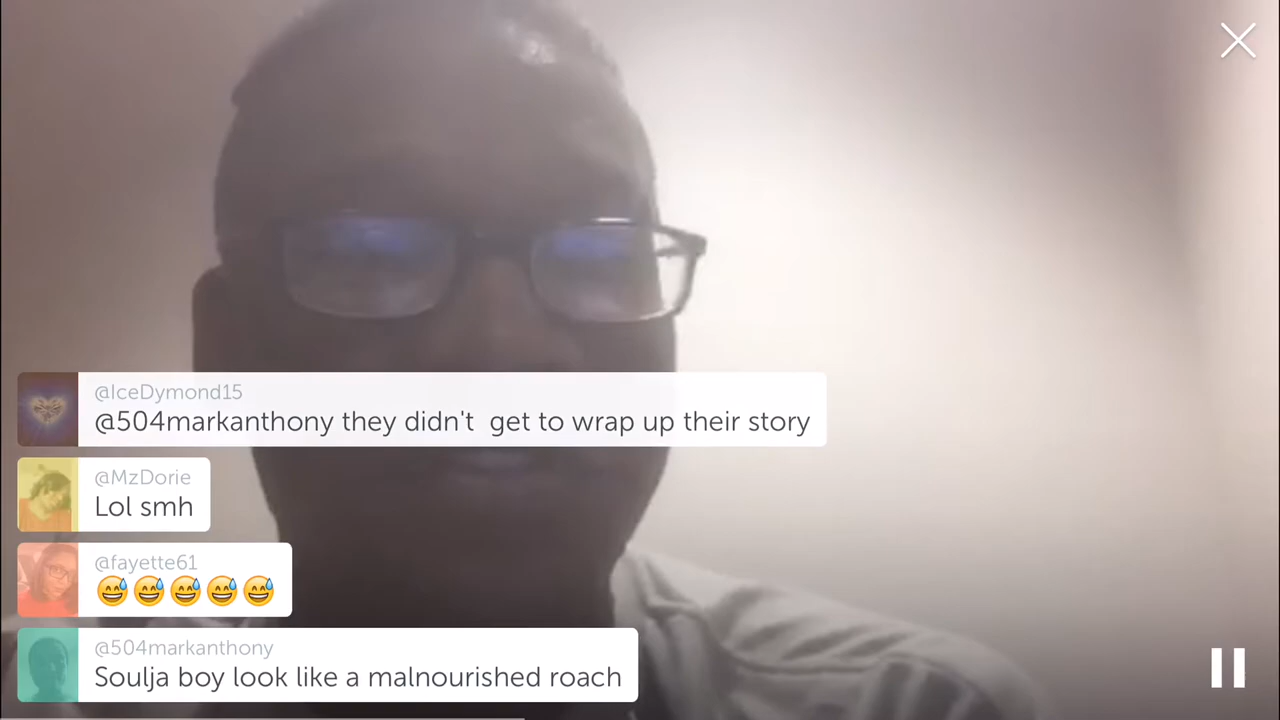 @IceDymond15
@504markanthony they didn't  get to wrap up their story
@MzDorie
Lol smh
@fayette61
😅😅😅😅😅
@504markanthony
Soulja boy look like a malnourished roach